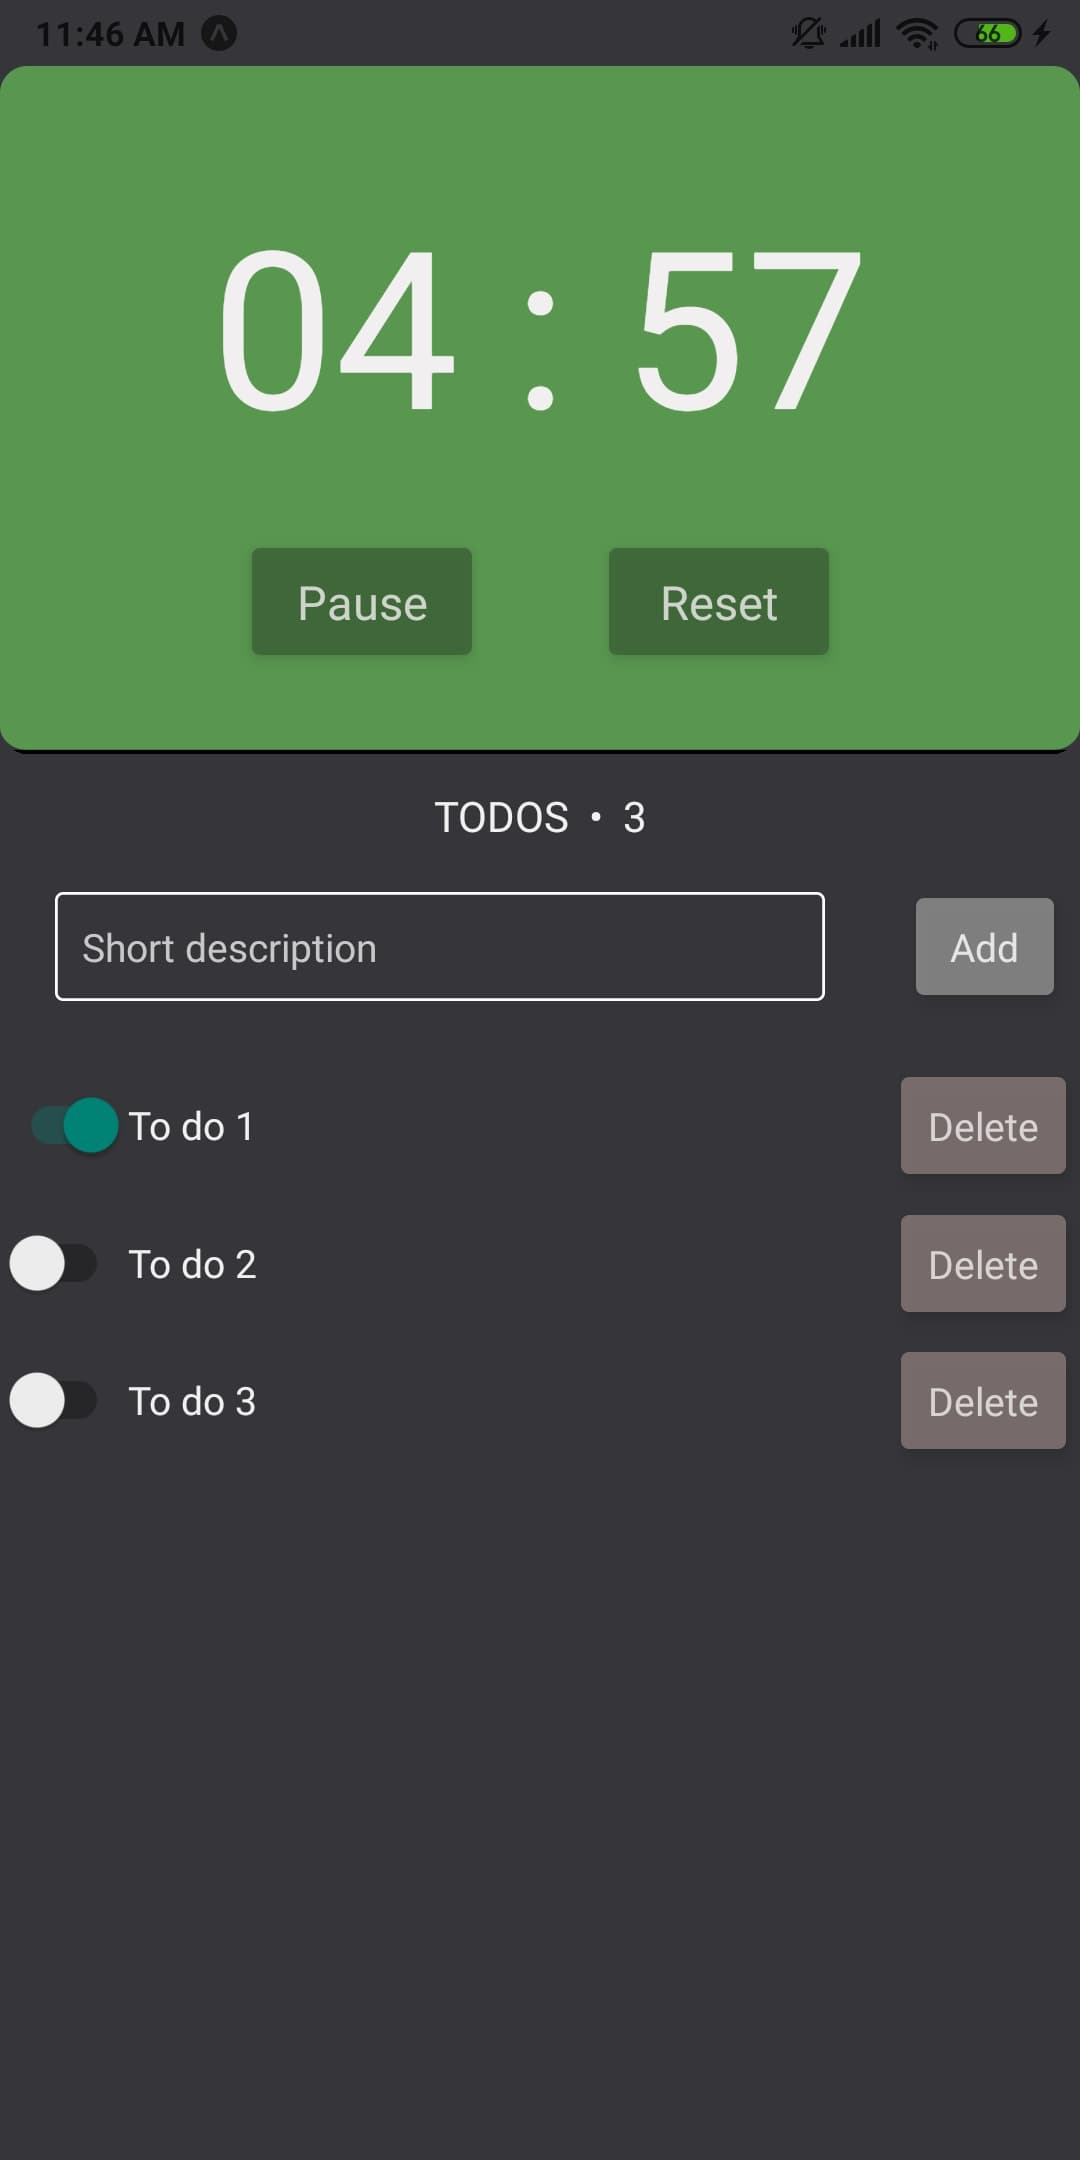 11:46 AM 66
04 : 57
Pause Reset
TODOS • 3
Short description Add
To do 1 Delete
To do 2 Delete
To do 3 Delete